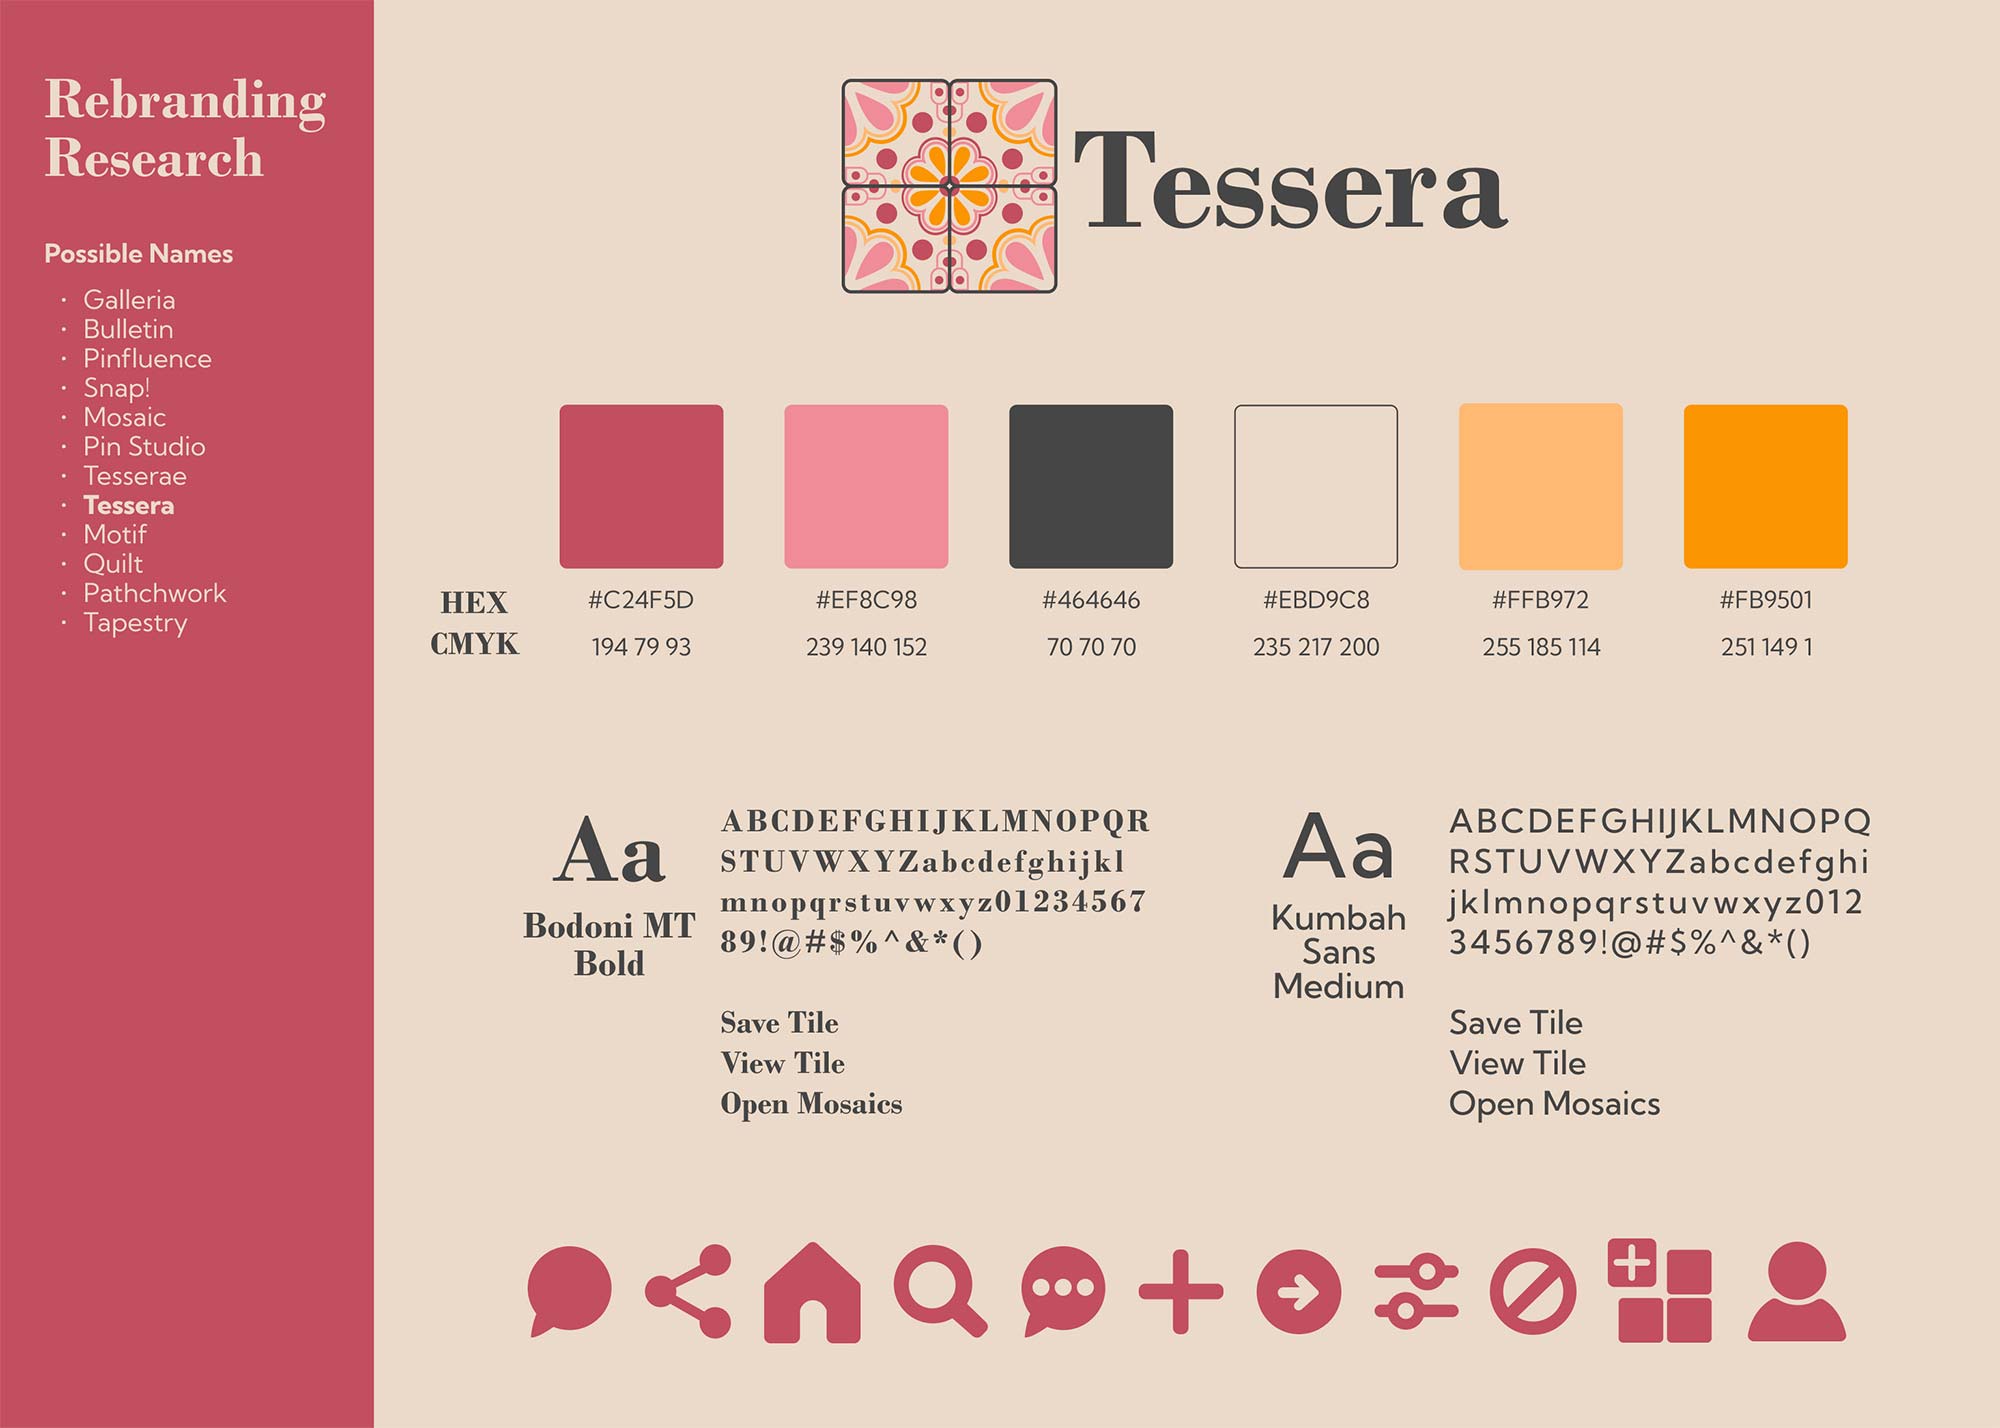 Rebranding
Research
Possible Names
• Galleria
• Bulletin
• Pinfluence
• Snap!
• Mosaic
• Pin Studio
• Tesserae
• Tessera
• Motif
• Quilt
• Pathchwork
• Tapestry
Tessera
HEX #C24F5D #EF8C98 #464646 #EBD9C8 #FFB972 #FB9501
CMYK 194 79 93 239 140 152 70 70 70 235 217 200 255 185 114 251 149 1
Aa
Bodoni MT
Bold
ABCDEFGHIJKLMNOPQR
STUVWXYZabcdefghijkl
mnopqrstuvwxyz01234567
89!@#$%^&*()
Save Tile
View Tile
Open Mosaics
Aa
Kumbah
Sans
Medium
ABCDEFGHIJKLMNOPQ
RSTUVWXYZabcdefghi
jklmnopqrstuvwxyz012
3456789!@#$%^&*()
Save Tile
View Tile
Open Mosaics